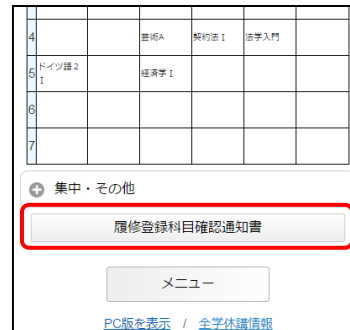 4 芸術A 契約法Ⅰ 法学入門
5 ドイツ語2 経済学Ⅰ
Ⅰ
6
7
集中・その他
履修登録科目確認通知書
メニュー
PC版を表示 / 全学休講情報